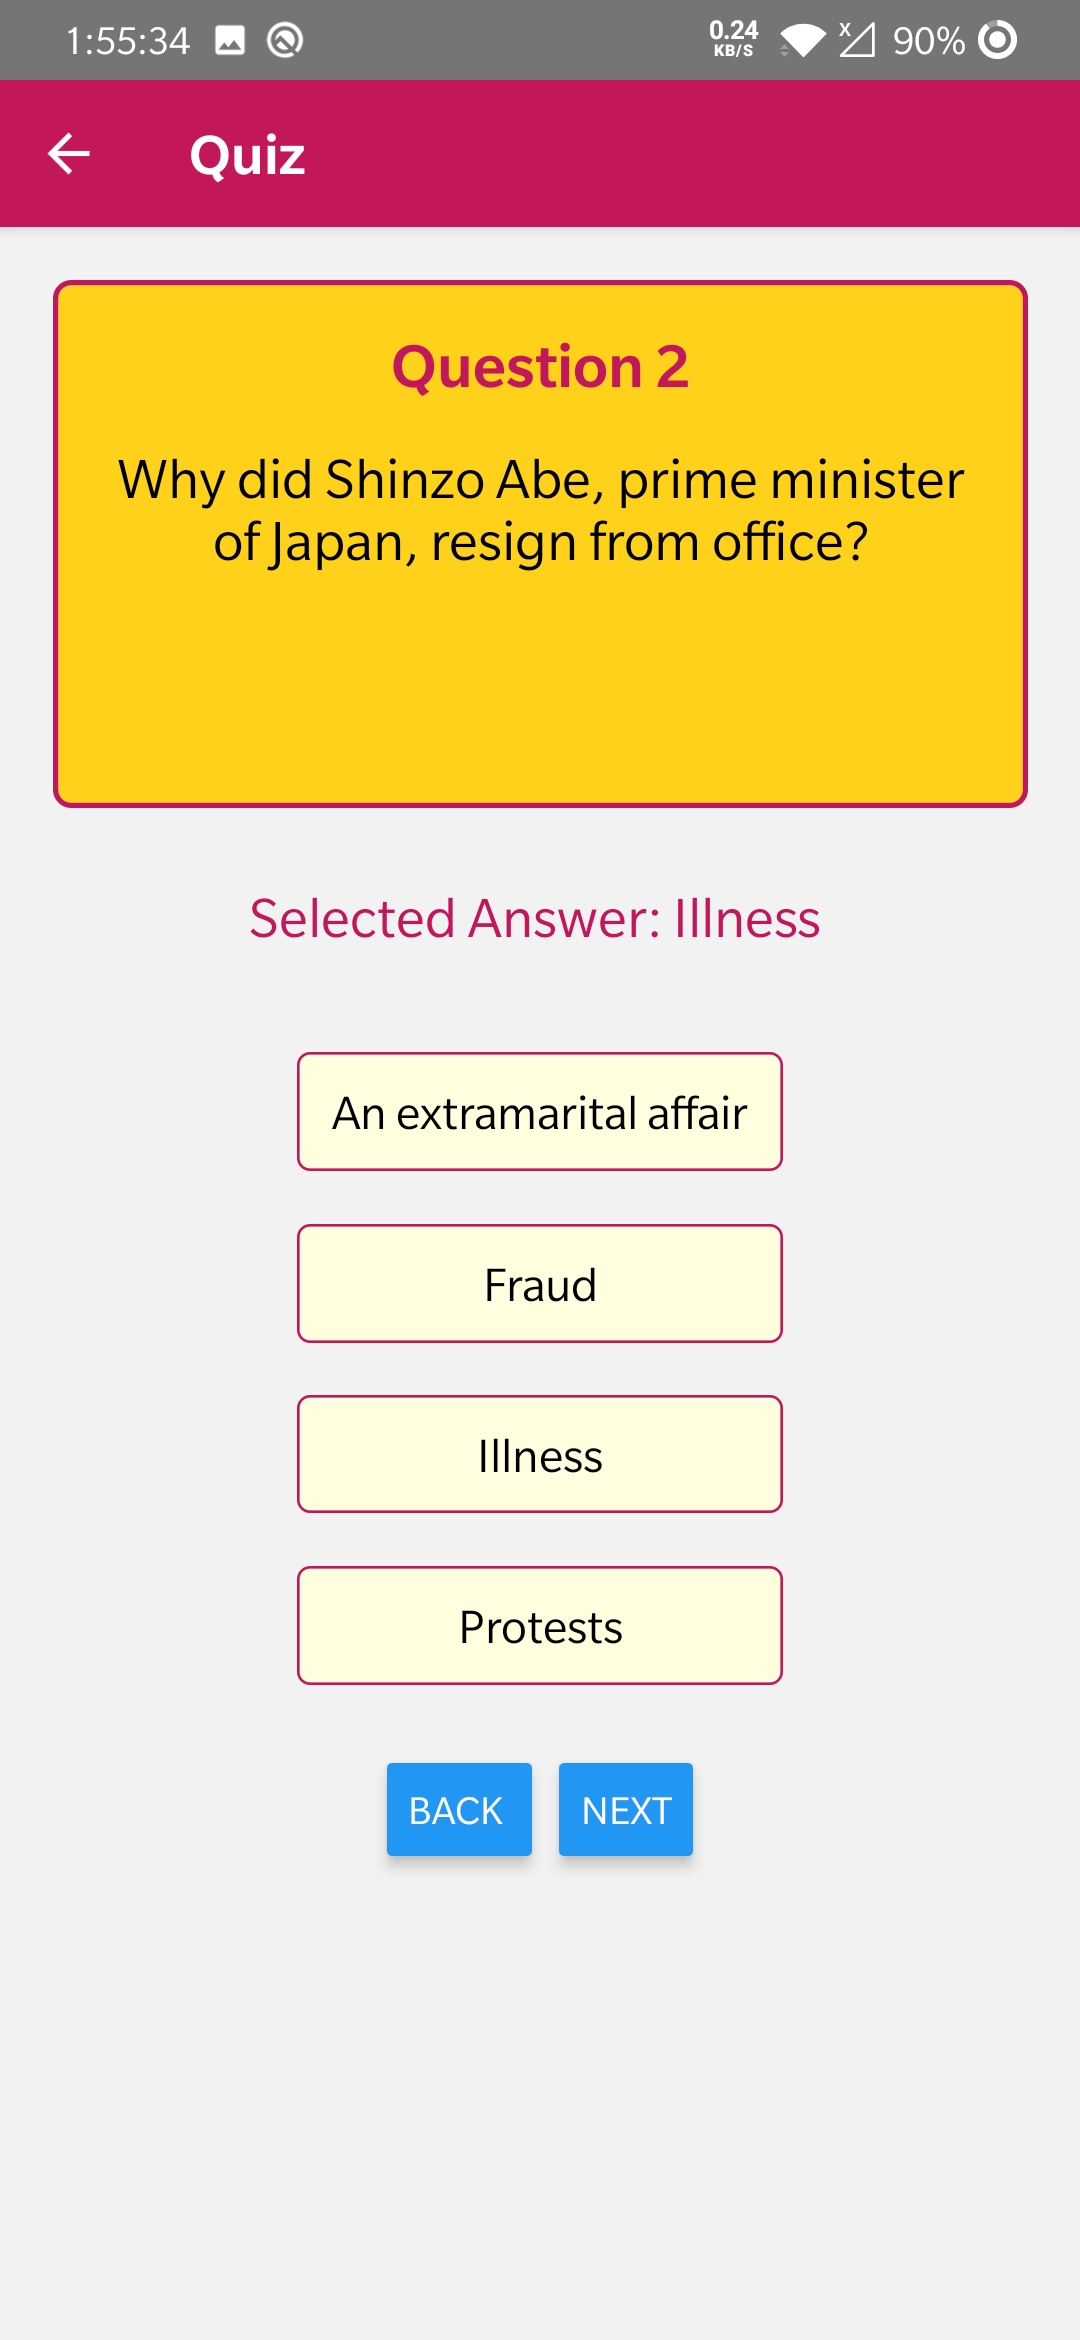 1:55:34
0.24
KB/S
X
90%
Quiz
Question 2
Why did Shinzo Abe, prime minister
of Japan, resign from office?
Selected Answer: Illness
An extramarital affair
Fraud
Illness
Protests
BACK
NEXT